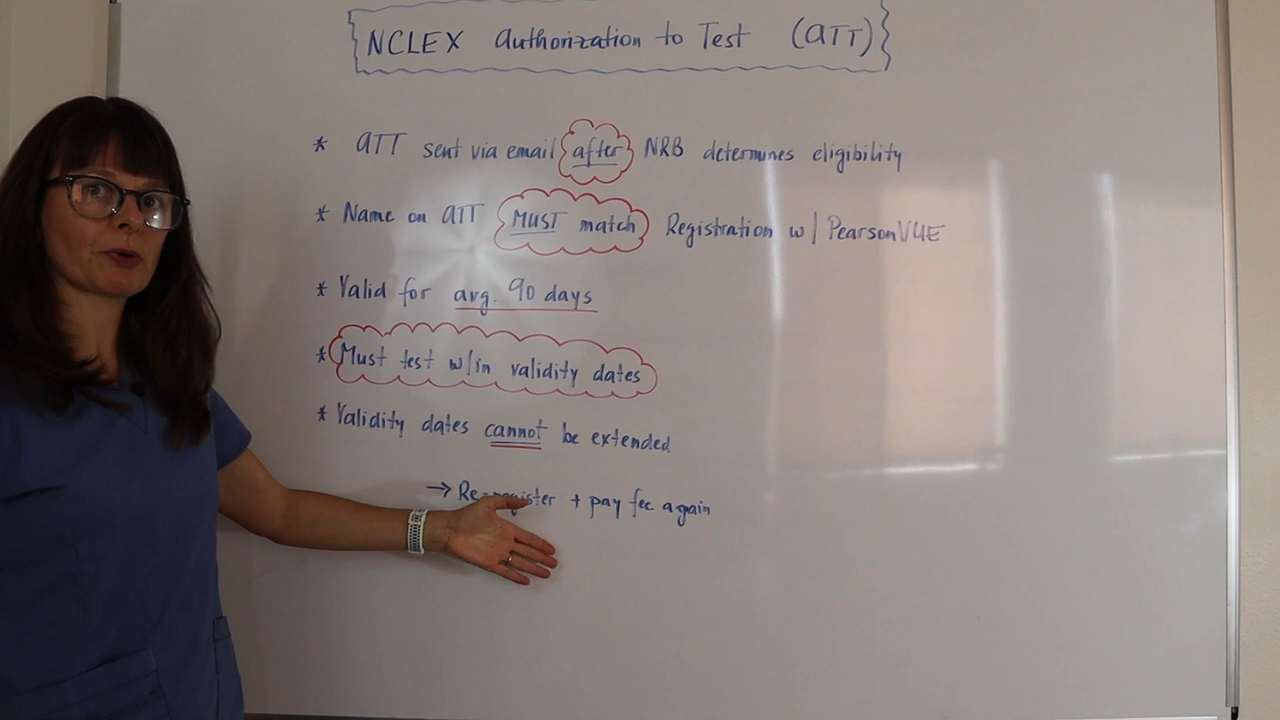 NCLEX Authorization to Test (ATT)
* ATT sent via email after NRB determines eligibility
* Name on ATT MUST match Registration w/ PearsonVUE
* Valid for avg. 90 days
* Must test w/in validity dates
* Validity dates cannot be extended
→ Re-register + pay fee again